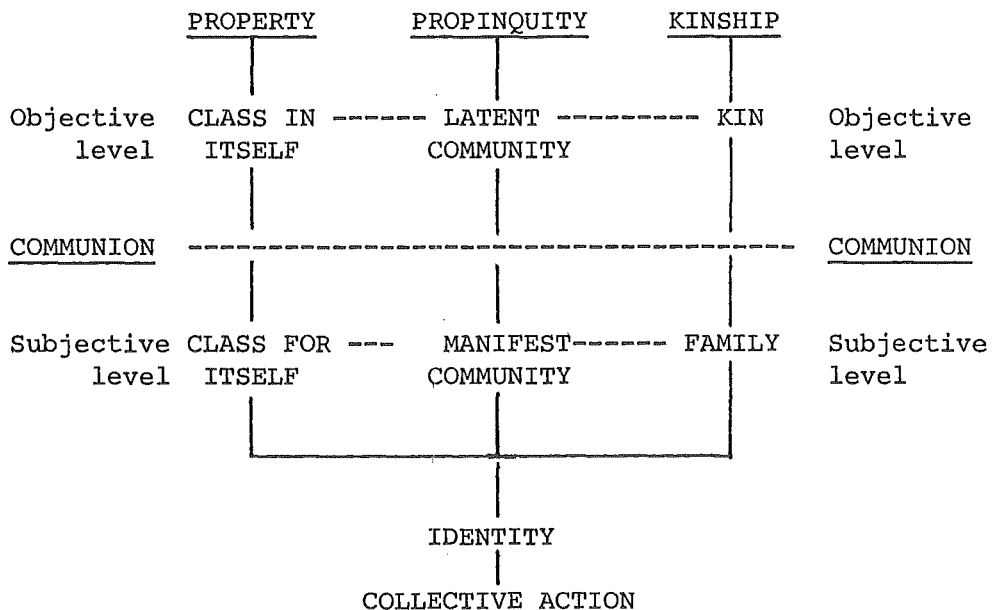 PROPERTY PROPINQUITY KINSHIP
Objective CLASS IN ------ LATENT ---------- KIN Objective
level ITSELF COMMUNITY level
COMMUNION COMMUNION
Subjective CLASS FOR --- MANIFEST------ FAMILY Subjective
level ITSELF COMMUNITY level
IDENTITY
COLLECTIVE ACTION